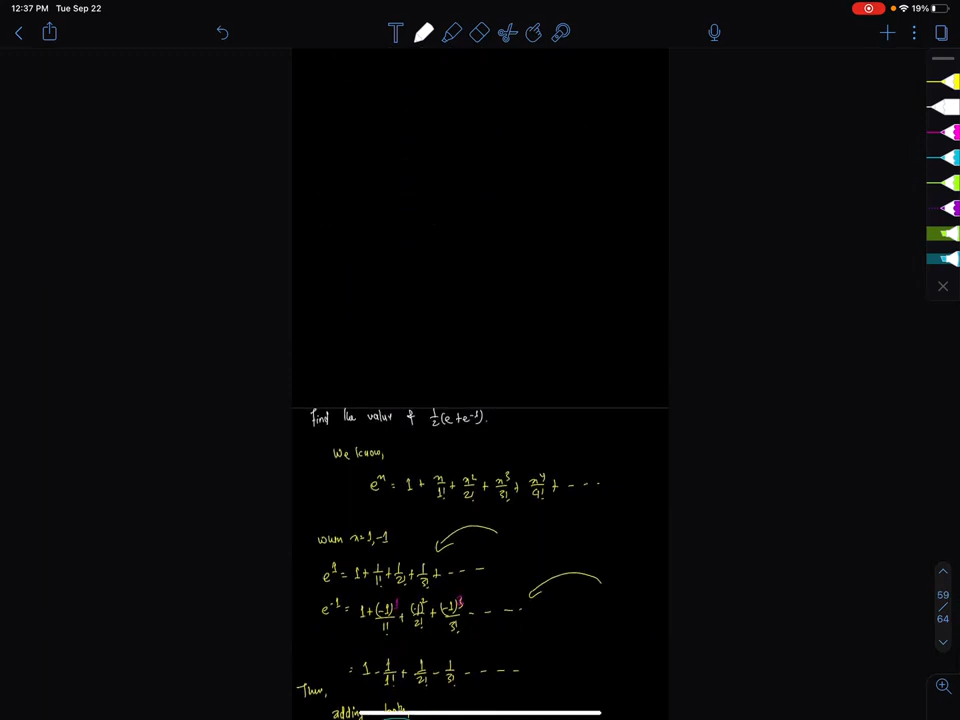 12:37 PM Tue Sep 22
19%
T
Find the value of 1/2(e+e⁻¹).
We know,
eˣ = 1 + x/1! + x²/2! + x³/3! + x⁴/4! + - - -
when x=1,-1
e¹ = 1 + 1/1! + 1/2! + 1/3! + - - - -
59
/
64
e⁻¹ = 1 + (-1)¹/1! + (-1)²/2! + (-1)³/3! - - - - -
= 1 - 1/1! + 1/2! - 1/3! - - - - -
Thus,
adding both